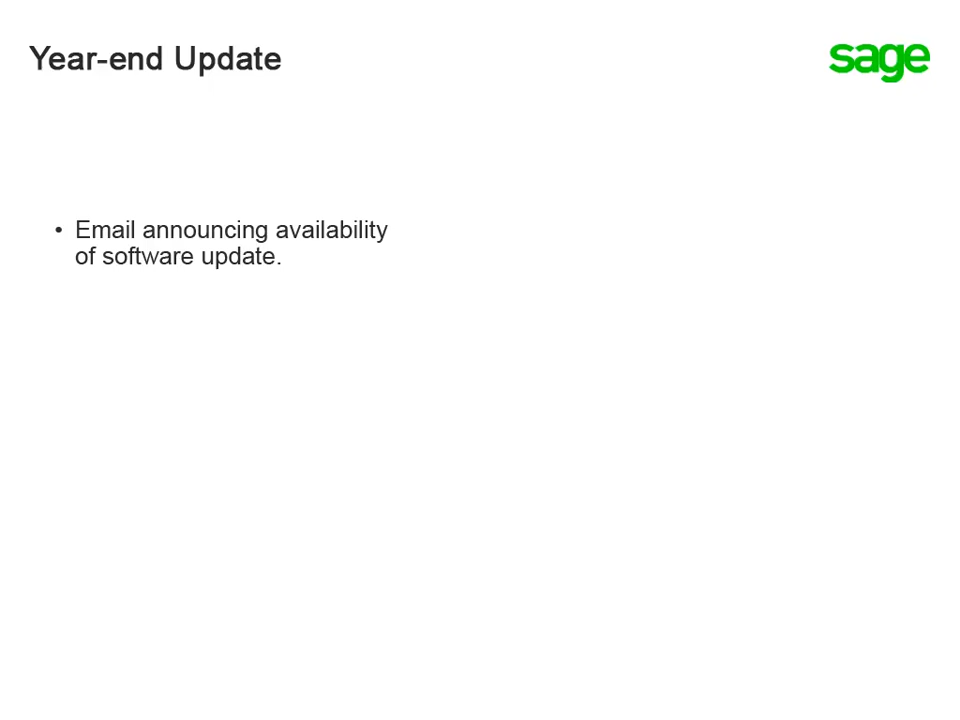 Year-end Update
sage
• Email announcing availability
of software update.